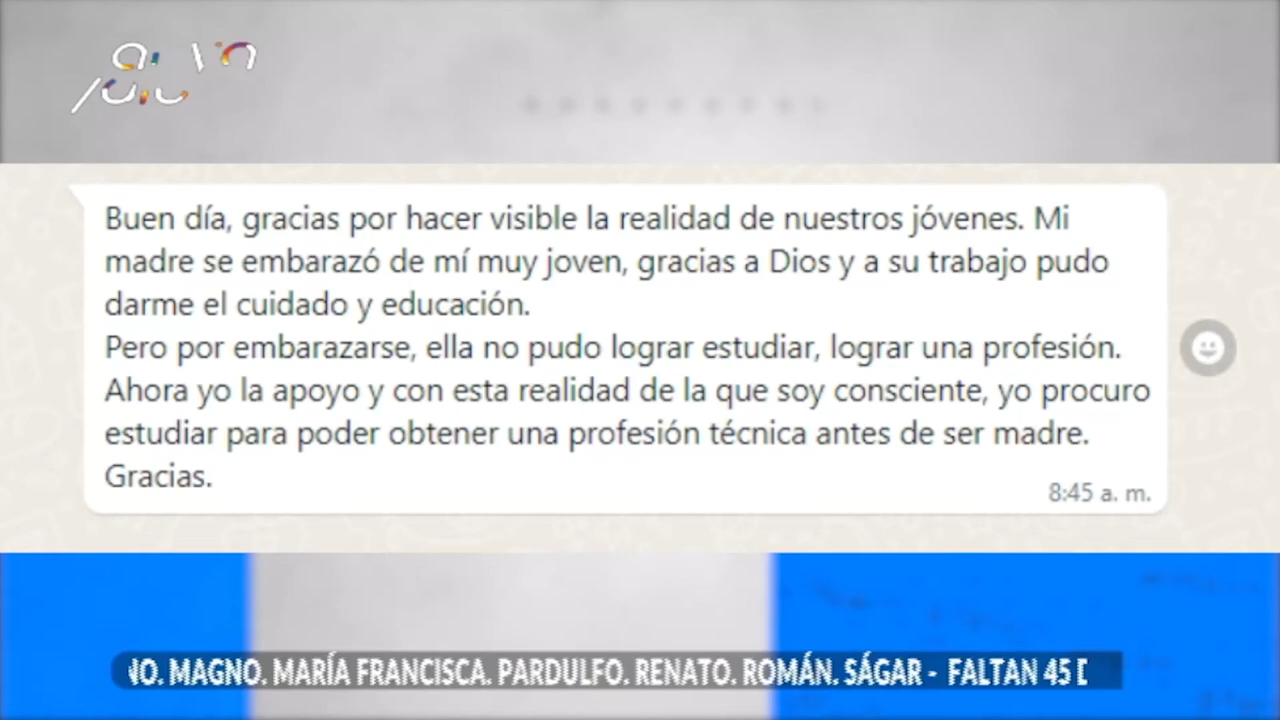 Buen día, gracias por hacer visible la realidad de nuestros jóvenes. Mi
madre se embarazó de mí muy joven, gracias a Dios y a su trabajo pudo
darme el cuidado y educación.
Pero por embarazarse, ella no pudo lograr estudiar, lograr una profesión.
Ahora yo la apoyo y con esta realidad de la que soy consciente, yo procuro
estudiar para poder obtener una profesión técnica antes de ser madre.
Gracias.
8:45 a. m.
MAGNO. MARÍA FRANCISCA. PARDULFO. RENATO. ROMÁN. SÁGAR - FALTAN 45